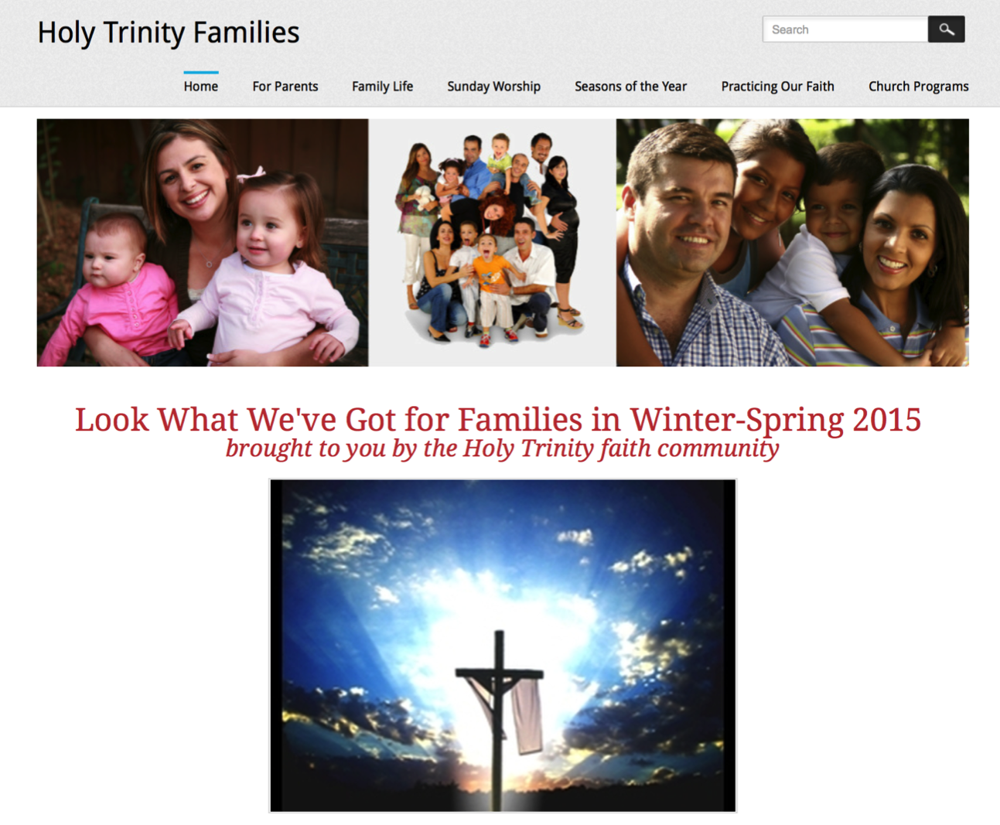 Holy Trinity Families
Search
Home For Parents Family Life Sunday Worship Seasons of the Year Practicing Our Faith Church Programs
Look What We've Got for Families in Winter-Spring 2015
brought to you by the Holy Trinity faith community